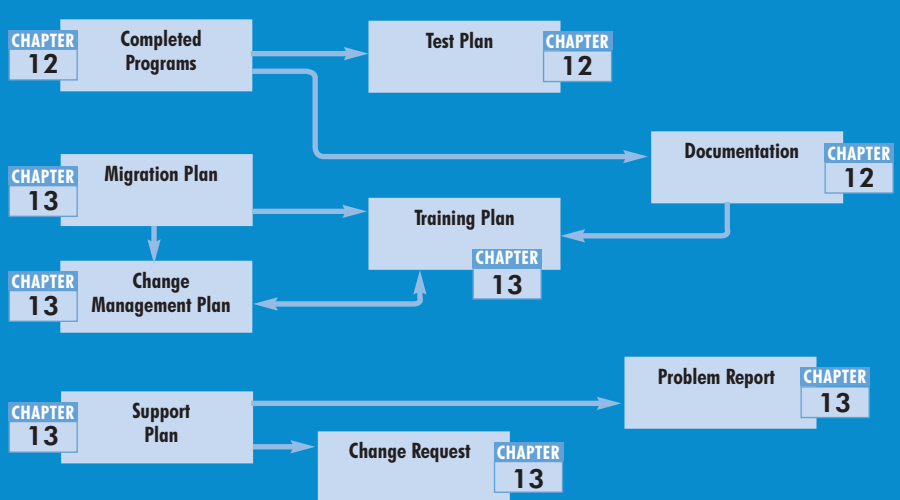 CHAPTER
12
Completed
Programs
Test Plan
CHAPTER
12
Documentation
CHAPTER
12
CHAPTER
13
Migration Plan
Training Plan
CHAPTER
13
CHAPTER
13
Change
Management Plan
Problem Report
CHAPTER
13
CHAPTER
13
Support
Plan
Change Request
CHAPTER
13